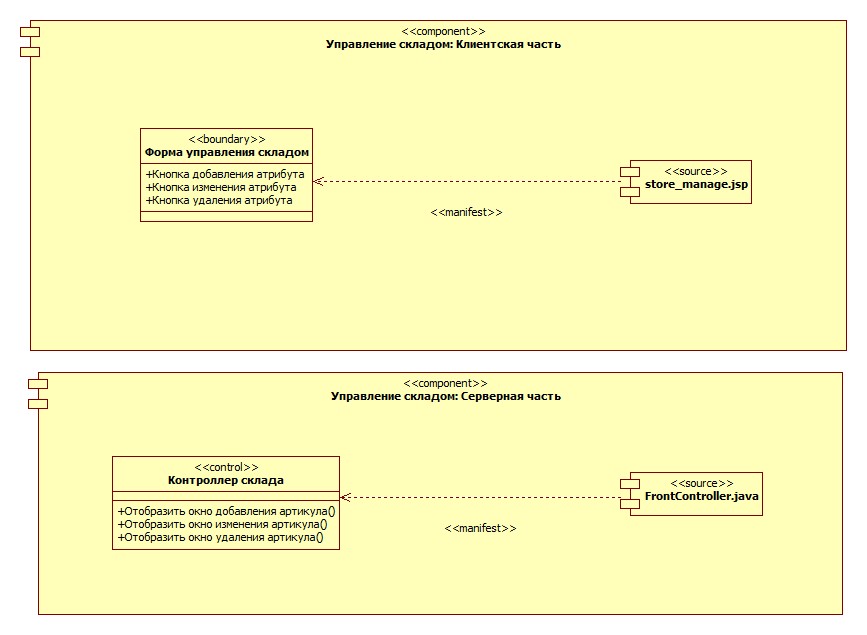 <<component>>
Управление складом: Клиентская часть
<<boundary>>
Форма управления складом
+Кнопка добавления атрибута
+Кнопка изменения атрибута
+Кнопка удаления атрибута
<<source>>
store_manage.jsp
<<manifest>>
<<component>>
Управление складом: Серверная часть
<<control>>
Контроллер склада
+Отобразить окно добавления артикула()
+Отобразить окно изменения артикула()
+Отобразить окно удаления артикула()
<<source>>
FrontController.java
<<manifest>>